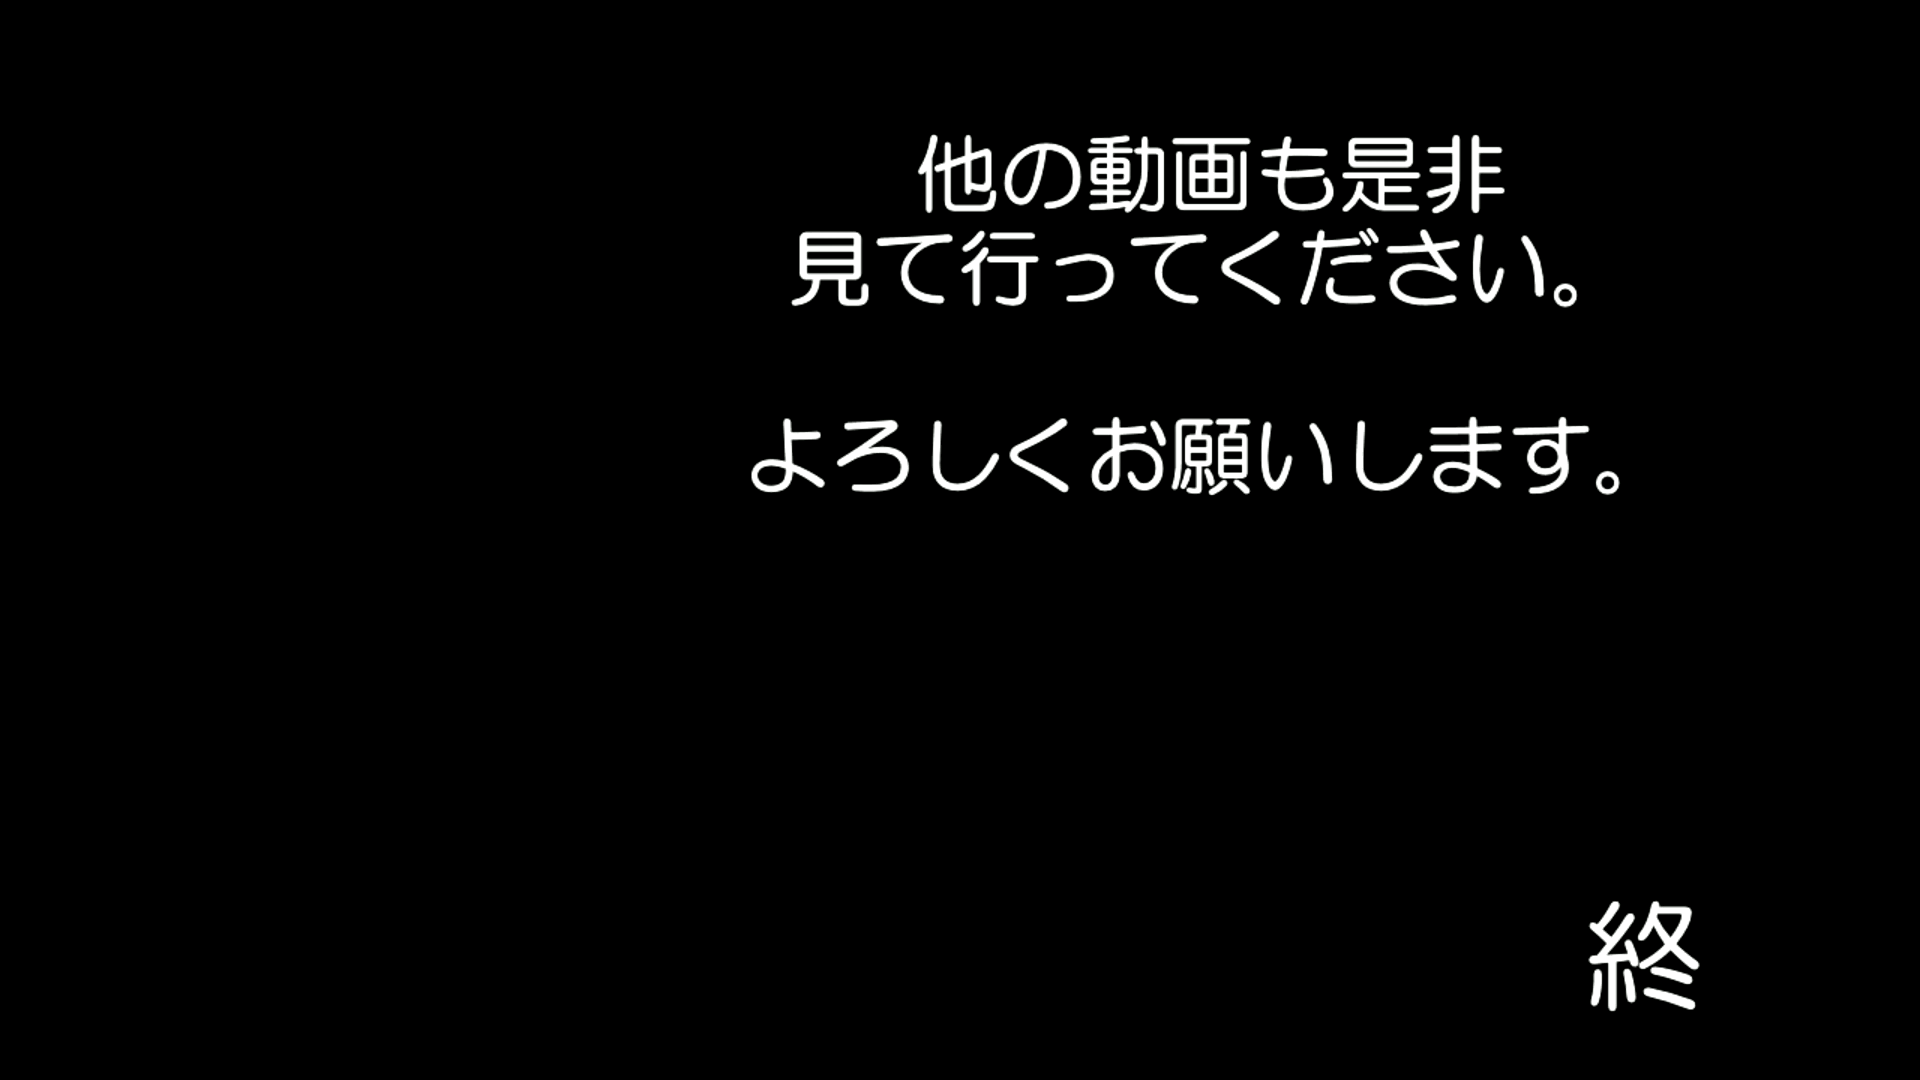 他の動画も是非
見て行ってください。
よろしくお願いします。
終